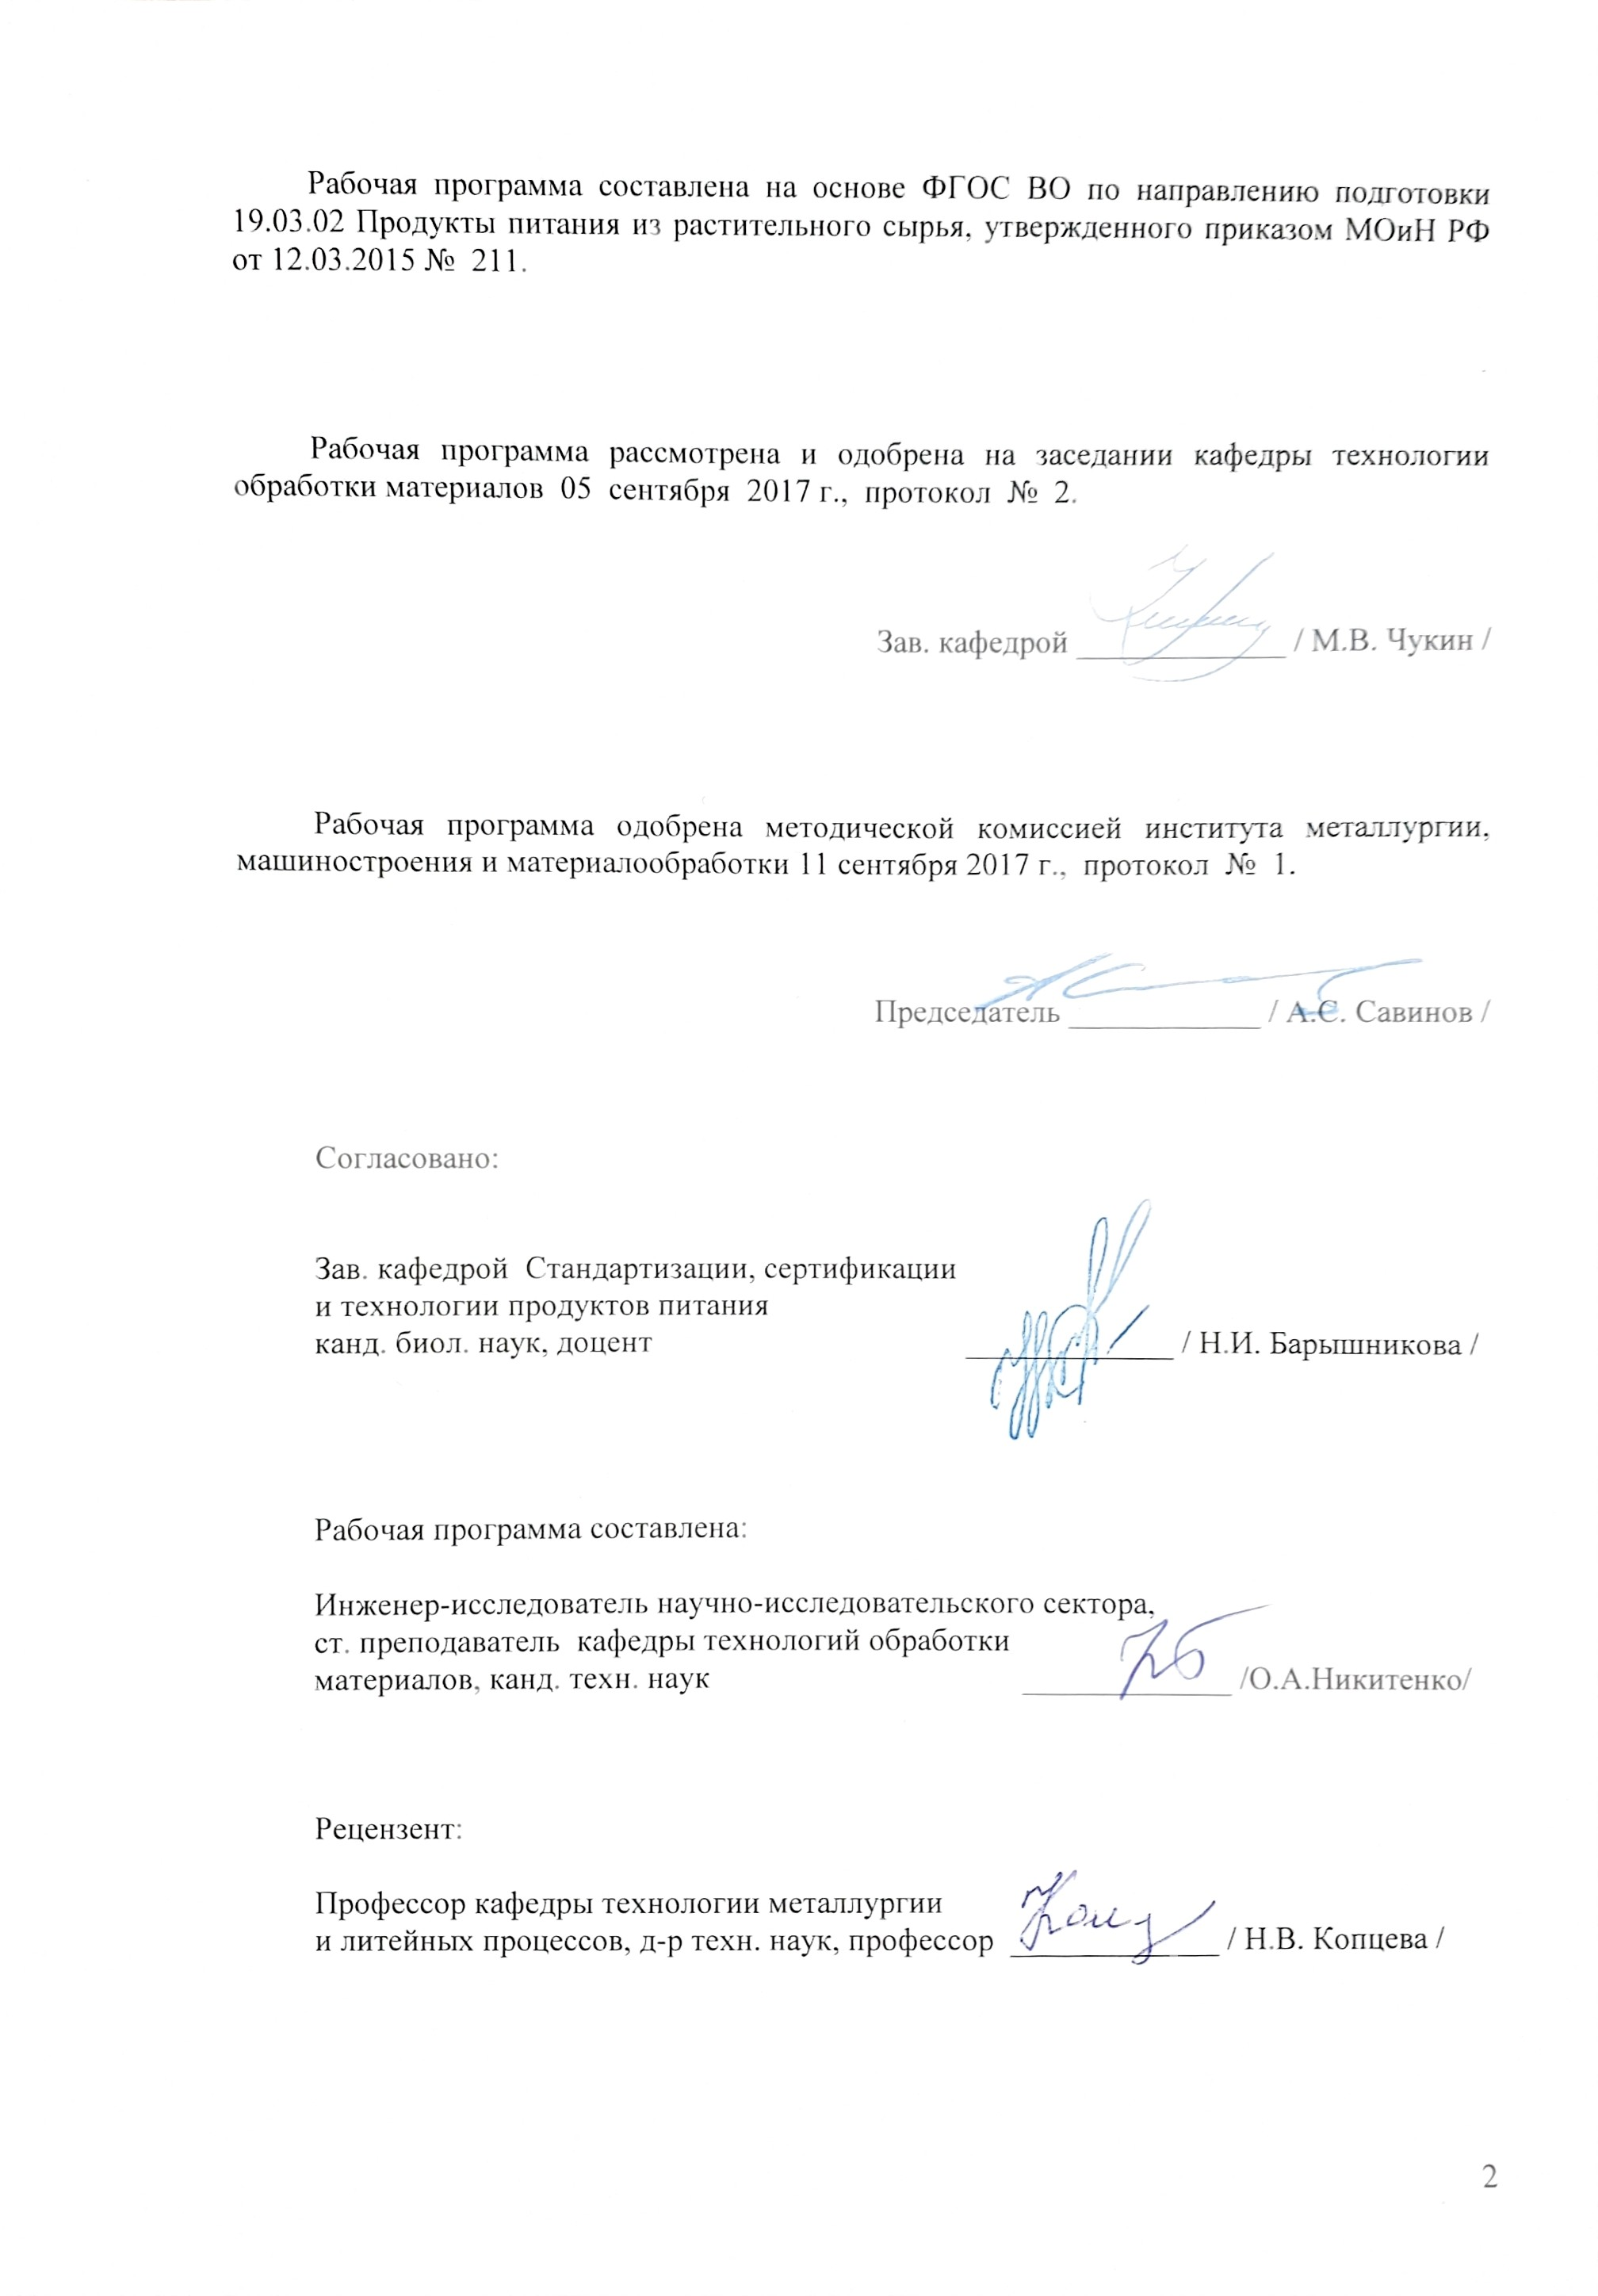 Рабочая программа составлена на основе ФГОС ВО по направлению подготовки
19.03.02 Продукты питания из растительного сырья, утвержденного приказом МОиН РФ
от 12.03.2015 № 211.
Рабочая программа рассмотрена и одобрена на заседании кафедры технологии
обработки материалов 05 сентября 2017 г., протокол № 2.
Зав. кафедрой / М.В. Чукин /
Рабочая программа одобрена методической комиссией института металлургии,
машиностроения и материалообработки 11 сентября 2017 г., протокол № 1.
Председатель / А.С. Савинов /
Согласовано:
Зав. кафедрой Стандартизации, сертификации
и технологии продуктов питания
канд. биол. наук, доцент / Н.И. Барышникова /
Рабочая программа составлена:
Инженер-исследователь научно-исследовательского сектора,
ст. преподаватель кафедры технологий обработки
материалов, канд. техн. наук /О.А.Никитенко/
Рецензент:
Профессор кафедры технологии металлургии
и литейных процессов, д-р техн. наук, профессор / Н.В. Копцева /
2